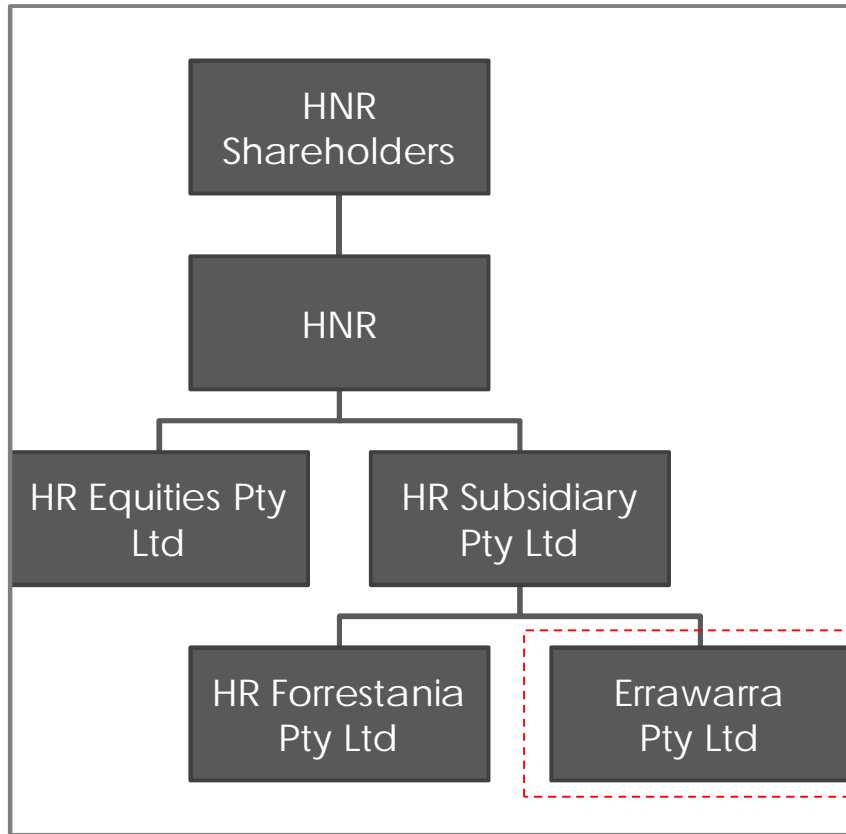 HNR
Shareholders
HNR
HR Equities Pty
Ltd
HR Subsidiary
Pty Ltd
HR Forrestania
Pty Ltd
Errawarra
Pty Ltd